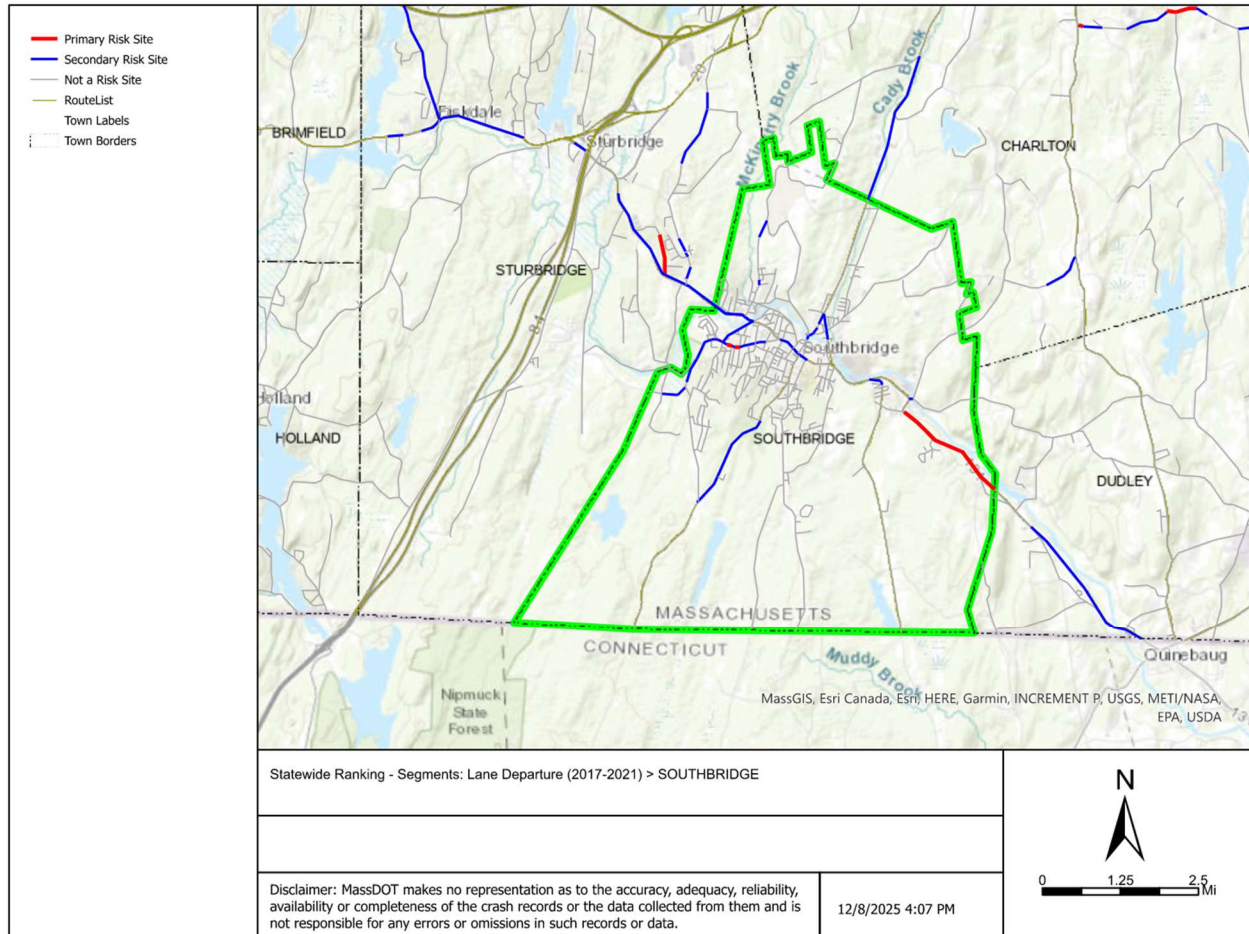 Primary Risk Site
Secondary Risk Site
Not a Risk Site
RouteList
Town Labels
Town Borders
20
McKinstry Brook
Cady Brook
Fiskdale
BRIMFIELD
Sturbridge
CHARLTON
STURBRIDGE
84
Southbridge
Holland
HOLLAND
SOUTHBRIDGE
131
DUDLEY
MASSACHUSETTS
CONNECTICUT
Muddy Brook
Quinebaug
Nipmuck
State
Forest
MassGIS, Esri Canada, Esri, HERE, Garmin, INCREMENT P, USGS, METI/NASA,
EPA, USDA
Statewide Ranking - Segments: Lane Departure (2017-2021) > SOUTHBRIDGE
N
0 1.25 2.5
Mi
Disclaimer: MassDOT makes no representation as to the accuracy, adequacy, reliability,
availability or completeness of the crash records or the data collected from them and is
not responsible for any errors or omissions in such records or data.
12/8/2025 4:07 PM